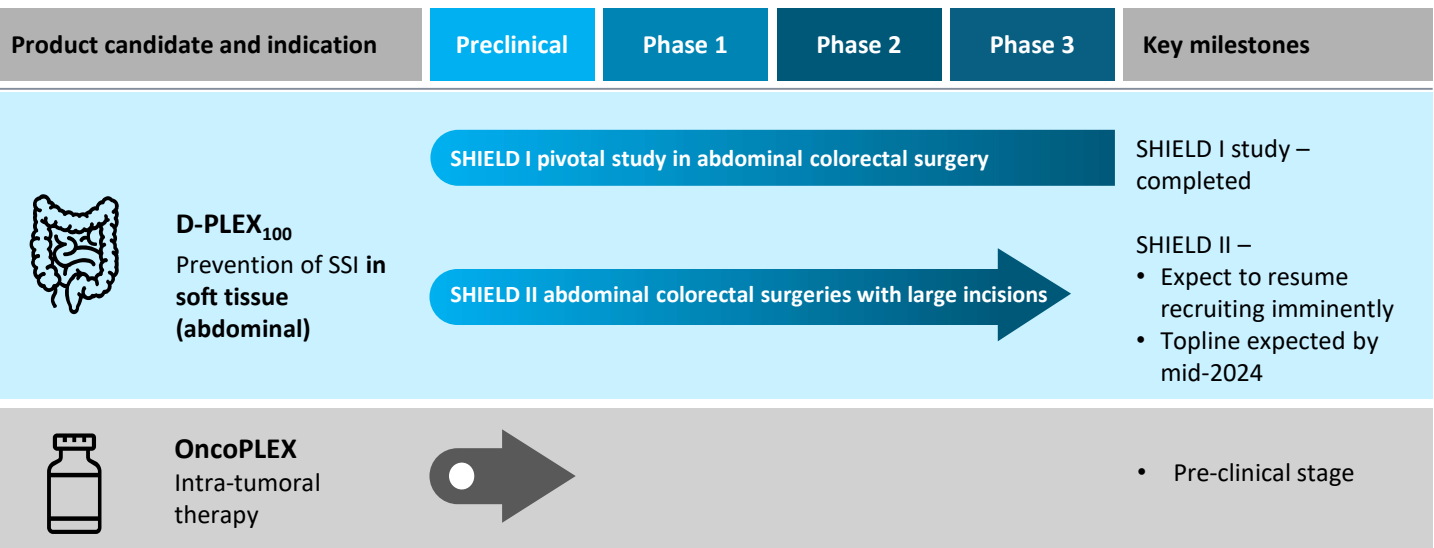 Product candidate and indication
Preclinical
Phase 1
Phase 2
Phase 3
Key milestones
D-PLEX100
Prevention of SSI in
soft tissue
(abdominal)
SHIELD I pivotal study in abdominal colorectal surgery
SHIELD I study –
completed
SHIELD II abdominal colorectal surgeries with large incisions
SHIELD II –
• Expect to resume
recruiting imminently
• Topline expected by
mid-2024
OncoPLEX
Intra-tumoral
therapy
• Pre-clinical stage